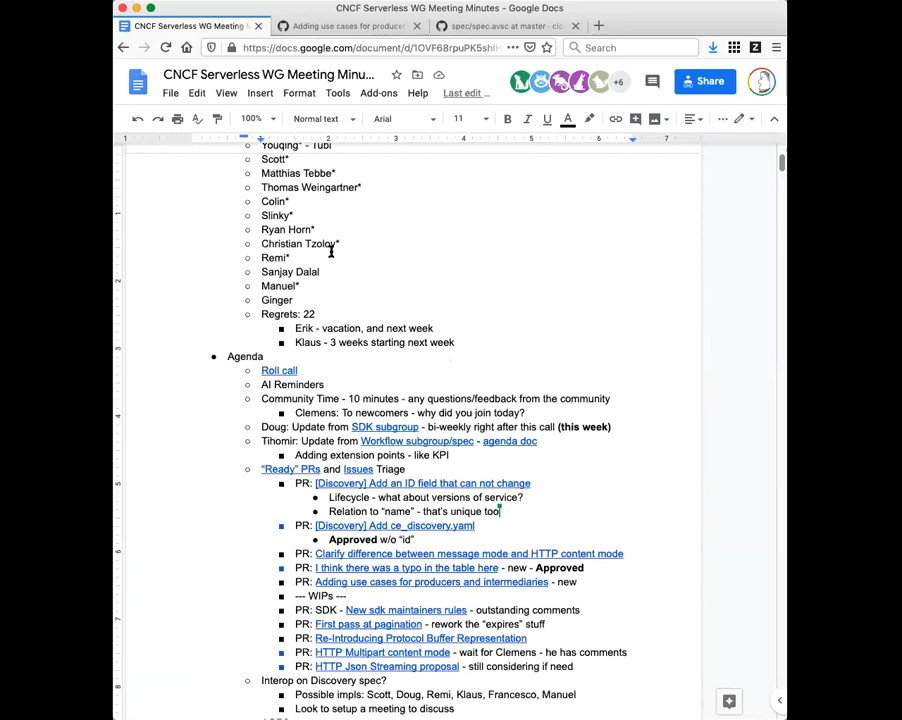 CNCF Serverless WG Meeting Minutes - Google Docs
CNCF Serverless WG Meeting M
Adding use cases for producer
spec/spec.avsc at master · clo
https://docs.google.com/document/d/1OVF68rpuPK5shl
Search
CNCF Serverless WG Meeting Minu...
+6
Share
File Edit View Insert Format Tools Add-ons Help Last edit ...
100% Normal text Arial 11
1 1 2 3 4 5 6 7
Youqing* - Tubi
Scott*
Matthias Tebbe*
Thomas Weingartner*
Colin*
Slinky*
Ryan Horn*
Christian Tzolov*
Remi*
Sanjay Dalal
Manuel*
Ginger
Regrets: 22
Erik - vacation, and next week
Klaus - 3 weeks starting next week
Agenda
Roll call
AI Reminders
Community Time - 10 minutes - any questions/feedback from the community
Clemens: To newcomers - why did you join today?
Doug: Update from SDK subgroup - bi-weekly right after this call (this week)
Tihomir: Update from Workflow subgroup/spec - agenda doc
Adding extension points - like KPI
“Ready” PRs and Issues Triage
PR: [Discovery] Add an ID field that can not change
Lifecycle - what about versions of service?
Relation to “name” - that's unique too
PR: [Discovery] Add ce_discovery.yaml
Approved w/o “id”
PR: Clarify difference between message mode and HTTP content mode
PR: I think there was a typo in the table here - new - Approved
PR: Adding use cases for producers and intermediaries - new
--- WIPs ---
PR: SDK - New sdk maintainers rules - outstanding comments
PR: First pass at pagination - rework the “expires” stuff
PR: Re-Introducing Protocol Buffer Representation
PR: HTTP Multipart content mode - wait for Clemens - he has comments
PR: HTTP Json Streaming proposal - still considering if need
Interop on Discovery spec?
Possible impls: Scott, Doug, Remi, Klaus, Francesco, Manuel
Look to setup a meeting to discuss